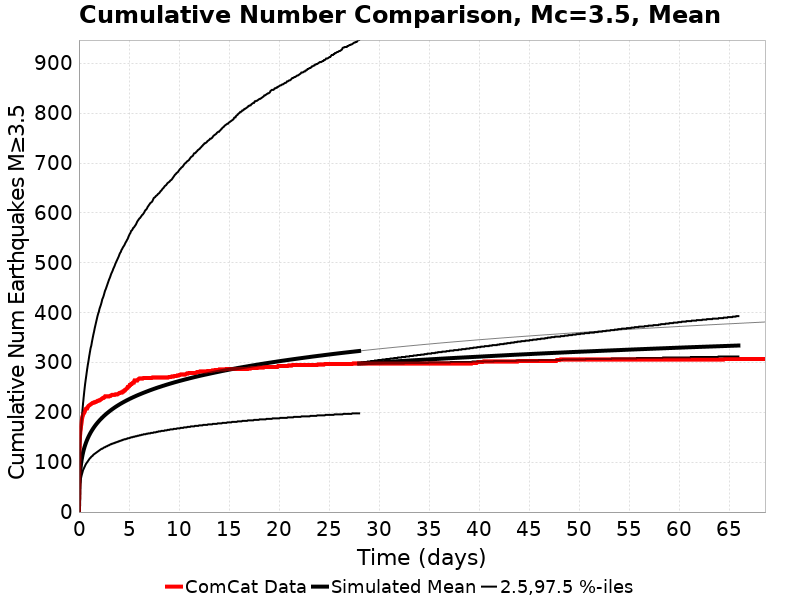 Cumulative Number Comparison, Mc=3.5, Mean
Cumulative Num Earthquakes M≥3.5
900
800
700
600
500
400
300
200
100
0
0 5 10 15 20 25 30 35 40 45 50 55 60 65
Time (days)
ComCat Data Simulated Mean 2.5,97.5 %-iles